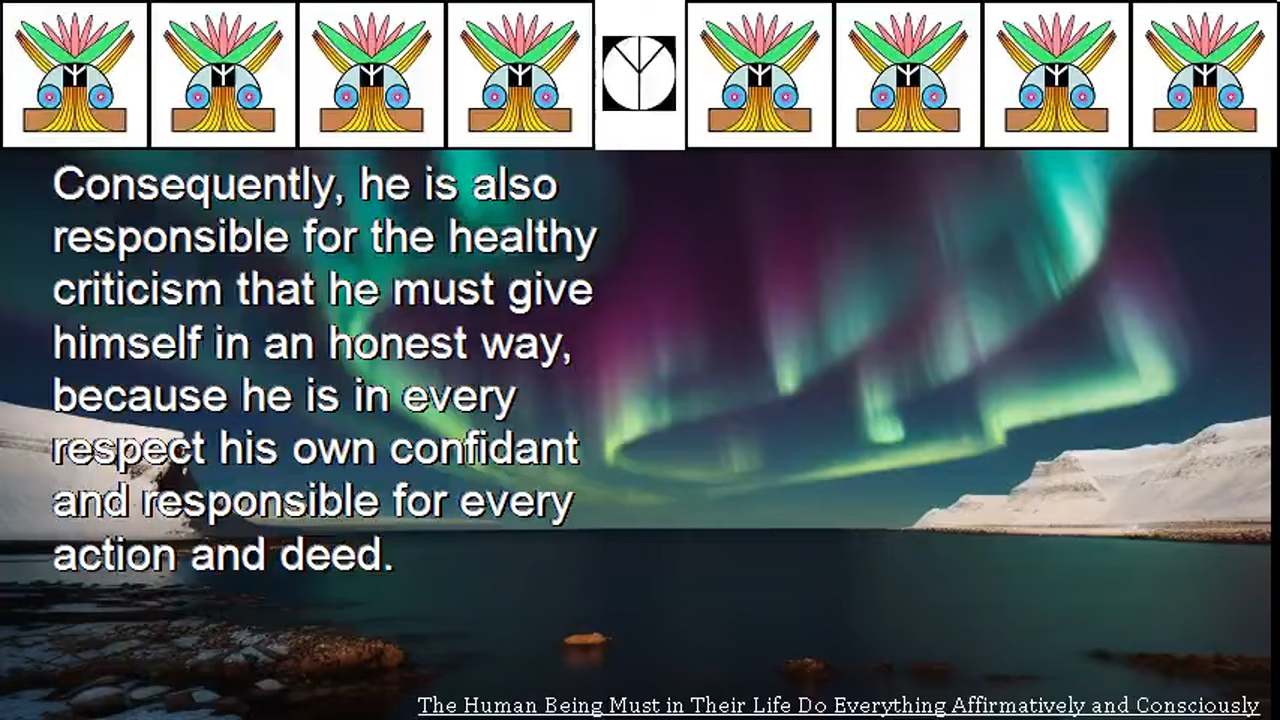 Consequently, he is also
responsible for the healthy
criticism that he must give
himself in an honest way,
because he is in every
respect his own confidant
and responsible for every
action and deed.
The Human Being Must in Their Life Do Everything Affirmatively and Consciously